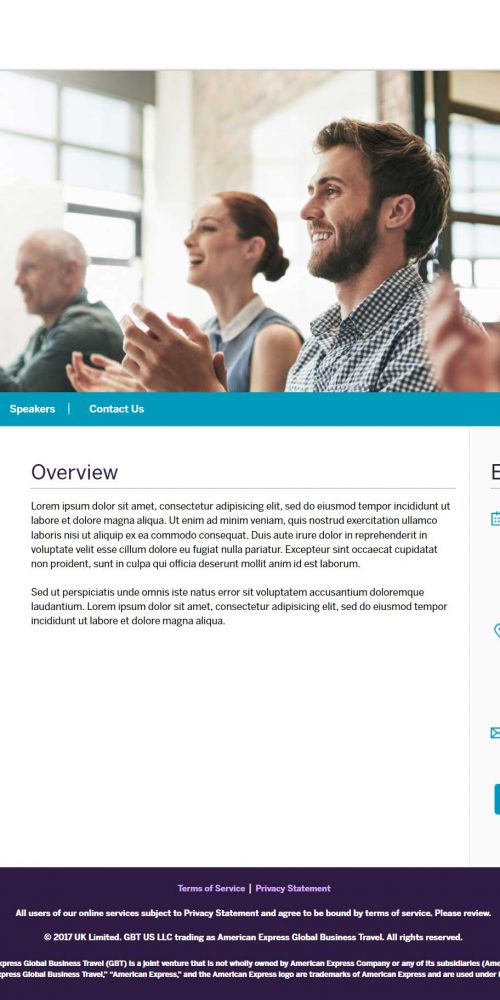 Speakers | Contact Us
Overview
Lorem ipsum dolor sit amet, consectetur adipisicing elit, sed do eiusmod tempor incididunt ut
labore et dolore magna aliqua. Ut enim ad minim veniam, quis nostrud exercitation ullamco
laboris nisi ut aliquip ex ea commodo consequat. Duis aute irure dolor in reprehenderit in
voluptate velit esse cillum dolore eu fugiat nulla pariatur. Excepteur sint occaecat cupidatat
non proident, sunt in culpa qui officia deserunt mollit anim id est laborum.
Sed ut perspiciatis unde omnis iste natus error sit voluptatem accusantium doloremque
laudantium. Lorem ipsum dolor sit amet, consectetur adipisicing elit, sed do eiusmod tempor
incididunt ut labore et dolore magna aliqua.
E
Terms of Service | Privacy Statement
All users of our online services subject to Privacy Statement and agree to be bound by terms of service. Please review.
© 2017 UK Limited. GBT US LLC trading as American Express Global Business Travel. All rights reserved.
xpress Global Business Travel (GBT) is a joint venture that is not wholly owned by American Express Company or any of its subsidiaries (Ame
xpress Global Business Travel," "American Express," and the American Express logo are trademarks of American Express and are used under